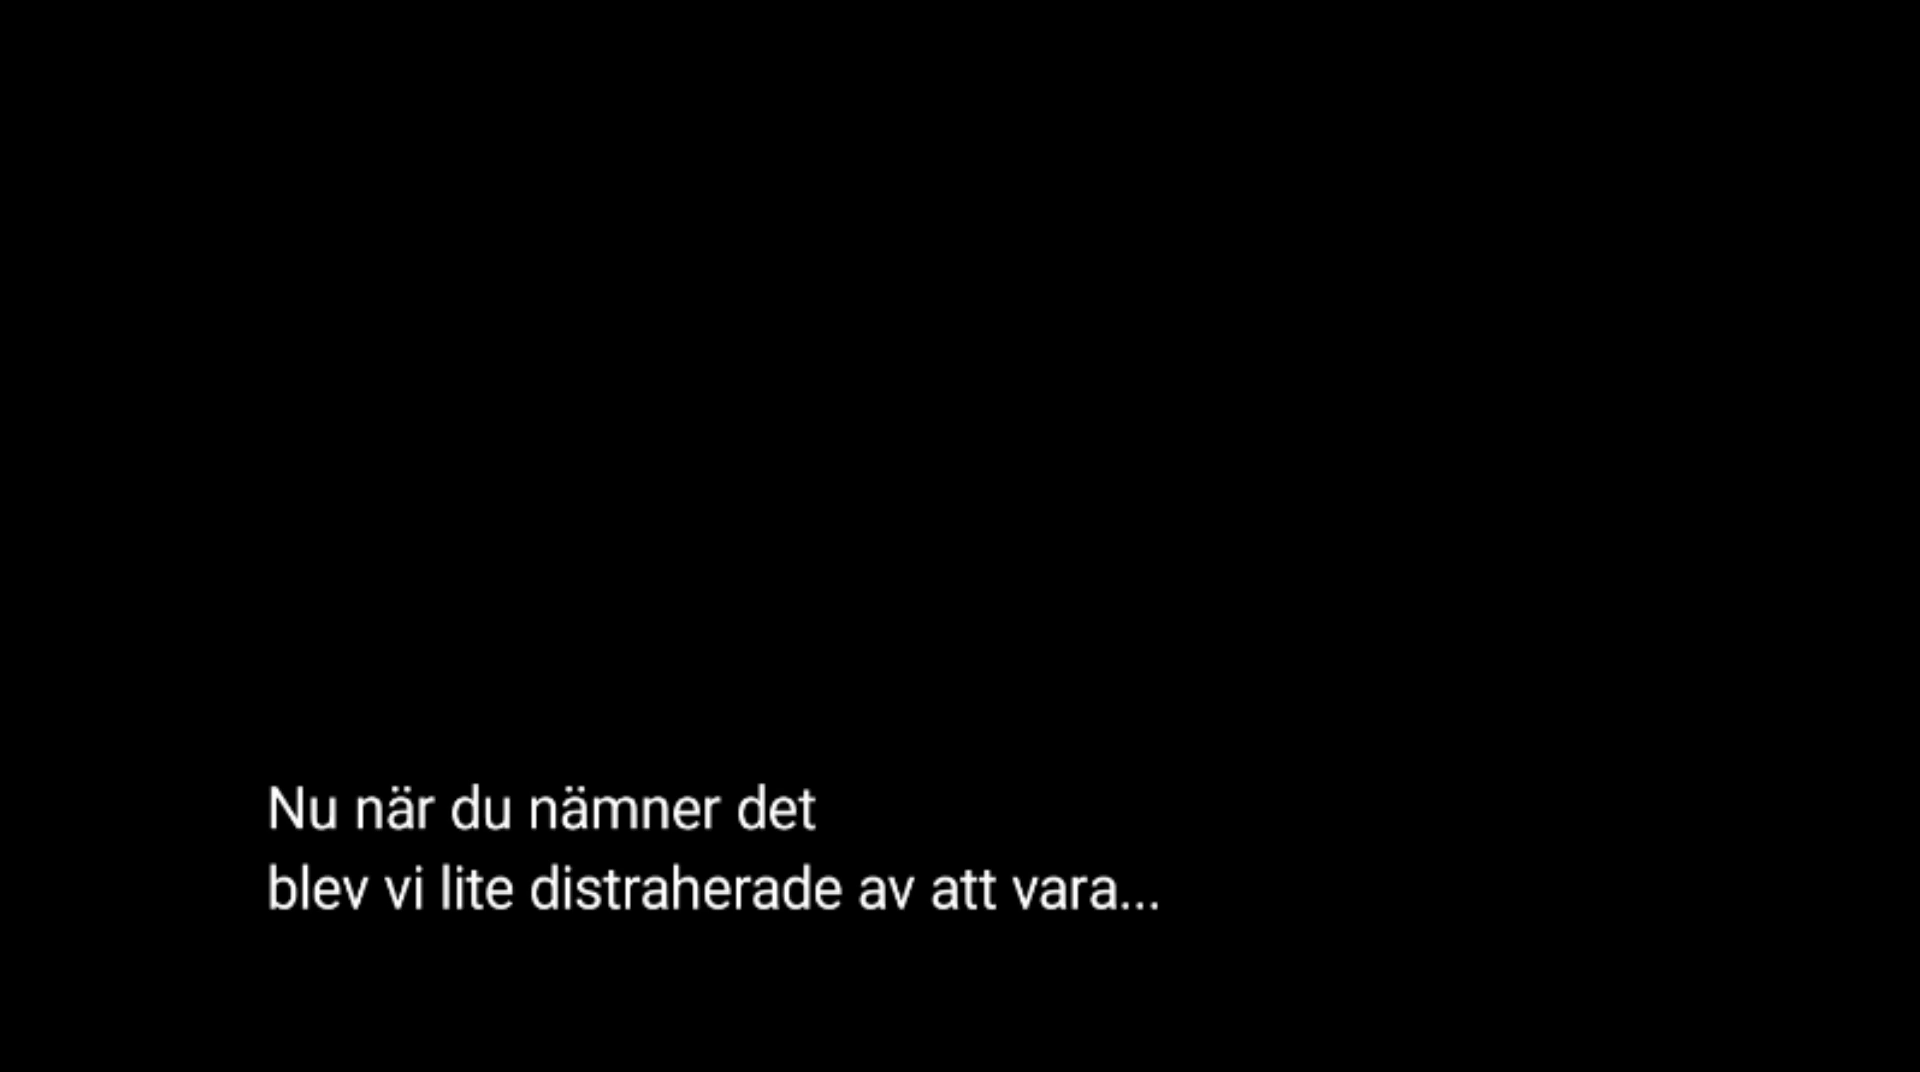 Nu när du nämner det
blev vi lite distraherade av att vara...